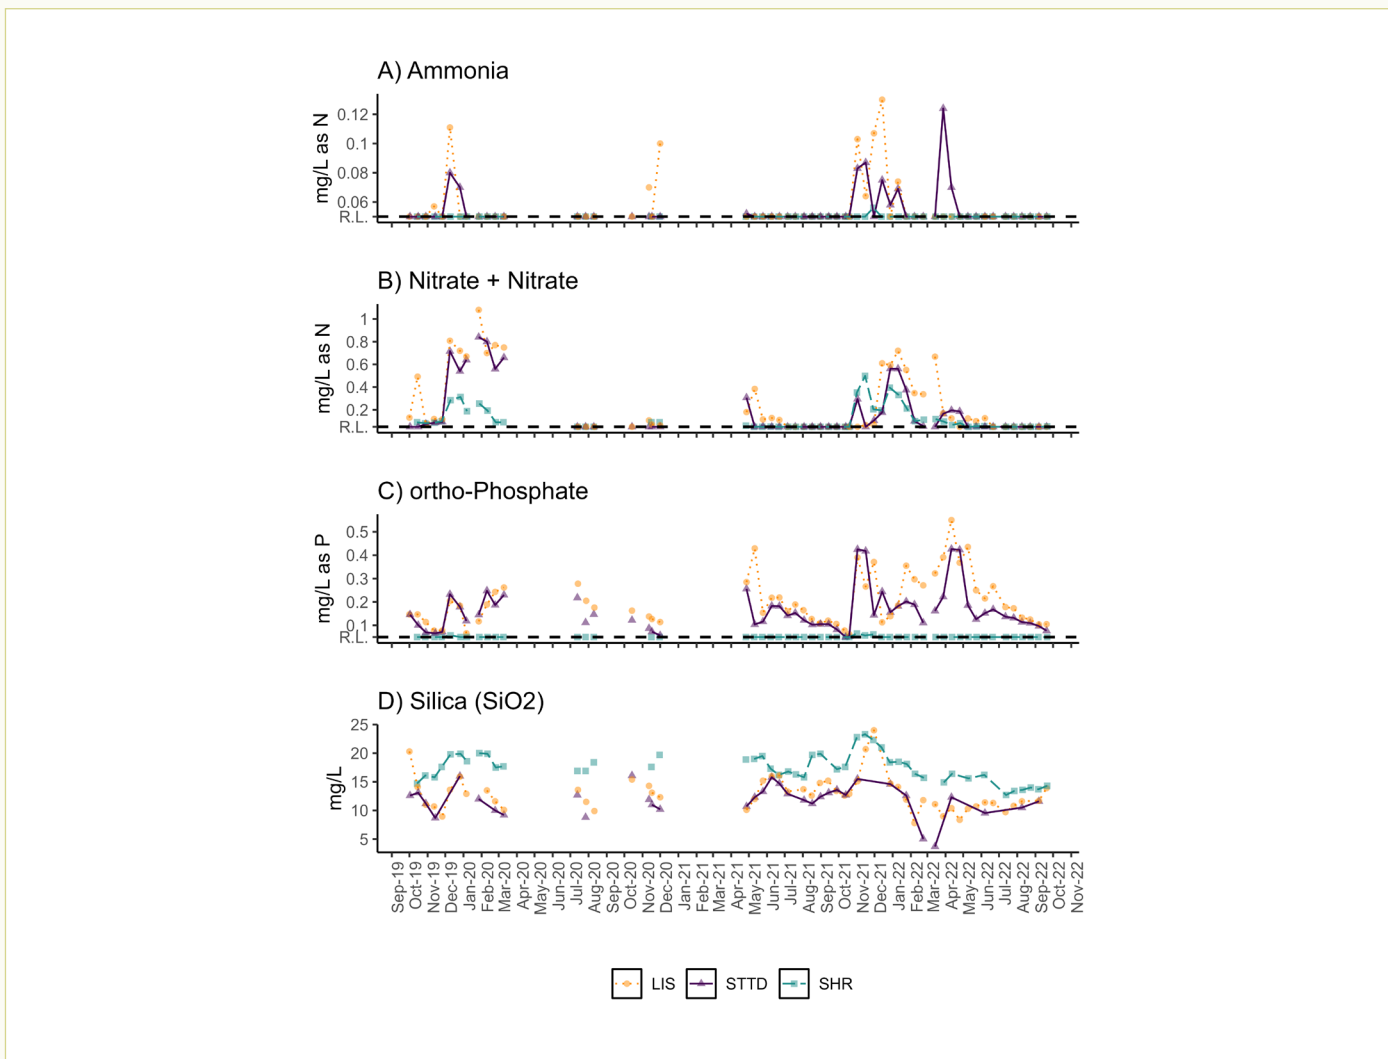 A) Ammonia
mg/L as N
0.12
0.1
0.08
0.06
R.L.
B) Nitrate + Nitrate
mg/L as N
1
0.8
0.6
0.4
0.2
R.L.
C) ortho-Phosphate
mg/L as P
0.5
0.4
0.3
0.2
0.1
R.L.
D) Silica (SiO2)
mg/L
25
20
15
10
5
Sep-19
Oct-19
Nov-19
Dec-19
Jan-20
Feb-20
Mar-20
Apr-20
May-20
Jun-20
Jul-20
Aug-20
Sep-20
Oct-20
Nov-20
Dec-20
Jan-21
Feb-21
Mar-21
Apr-21
May-21
Jun-21
Jul-21
Aug-21
Sep-21
Oct-21
Nov-21
Dec-21
Jan-22
Feb-22
Mar-22
Apr-22
May-22
Jun-22
Jul-22
Aug-22
Sep-22
Oct-22
Nov-22
LIS STTD SHR